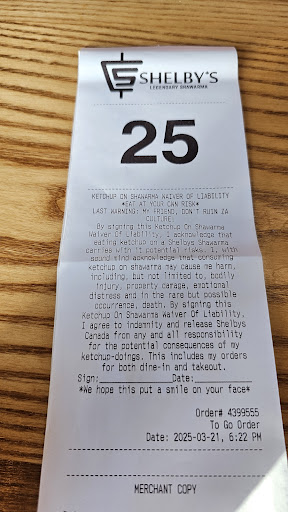 SHELBY'S
LEGENDARY SHAWARMA
25
KETCHUP ON SHAWARMA WAIVER OF LIABILITY
*EAT AT YOUR OWN RISK*
LAST WARNING: MY FRIEND, DON'T RUIN ZA
CULTURE:
By signing this Ketchup On Shawarma
Waiver Of Liability, I acknowledge that
eating ketchup on a Shelbys Shawarma
carries with it potential risks. I, with
sound mind acknowledge that consuming
ketchup on shawarma may cause me harm,
including, but not limited to, bodily
injury, property damage, emotional
distress and in the rare but possible
occurrence, death. By signing this
Ketchup On Shawarma Waiver Of Liability,
I agree to indemnity and release Shelbys
Canada from any and all responsibility
for the potential consequences of my
ketchup-doings. This includes my orders
for both dine-in and takeout.
Sign:______________Date:_______
*We hope this put a smile on your face*
Order# 4399555
To Go Order
Date: 2025-03-21, 6:22 PM
MERCHANT COPY